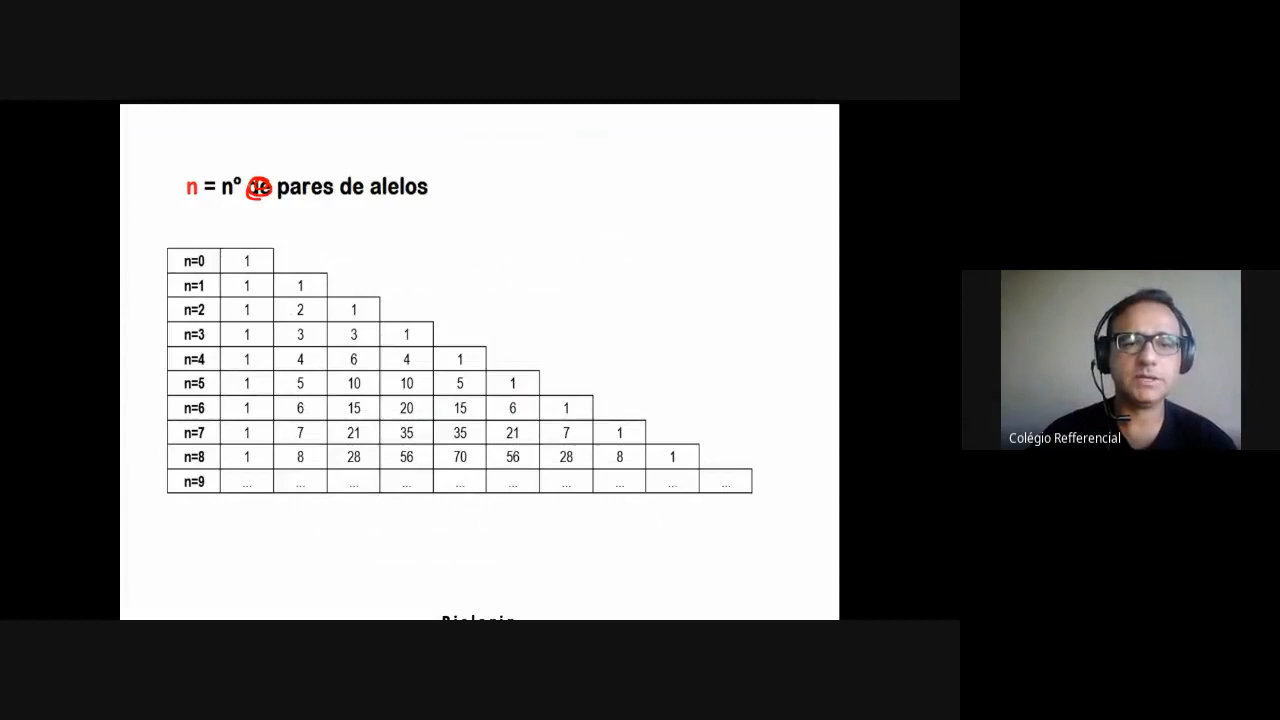 n = nº de pares de alelos
n=0 1
n=1 1 1
n=2 1 2 1
n=3 1 3 3 1
n=4 1 4 6 4 1
n=5 1 5 10 10 5 1
n=6 1 6 15 20 15 6 1
n=7 1 7 21 35 35 21 7 1
n=8 1 8 28 56 70 56 28 8 1
n=9 ... ... ... ... ... ... ... ... ... ...
Colégio Refferencial